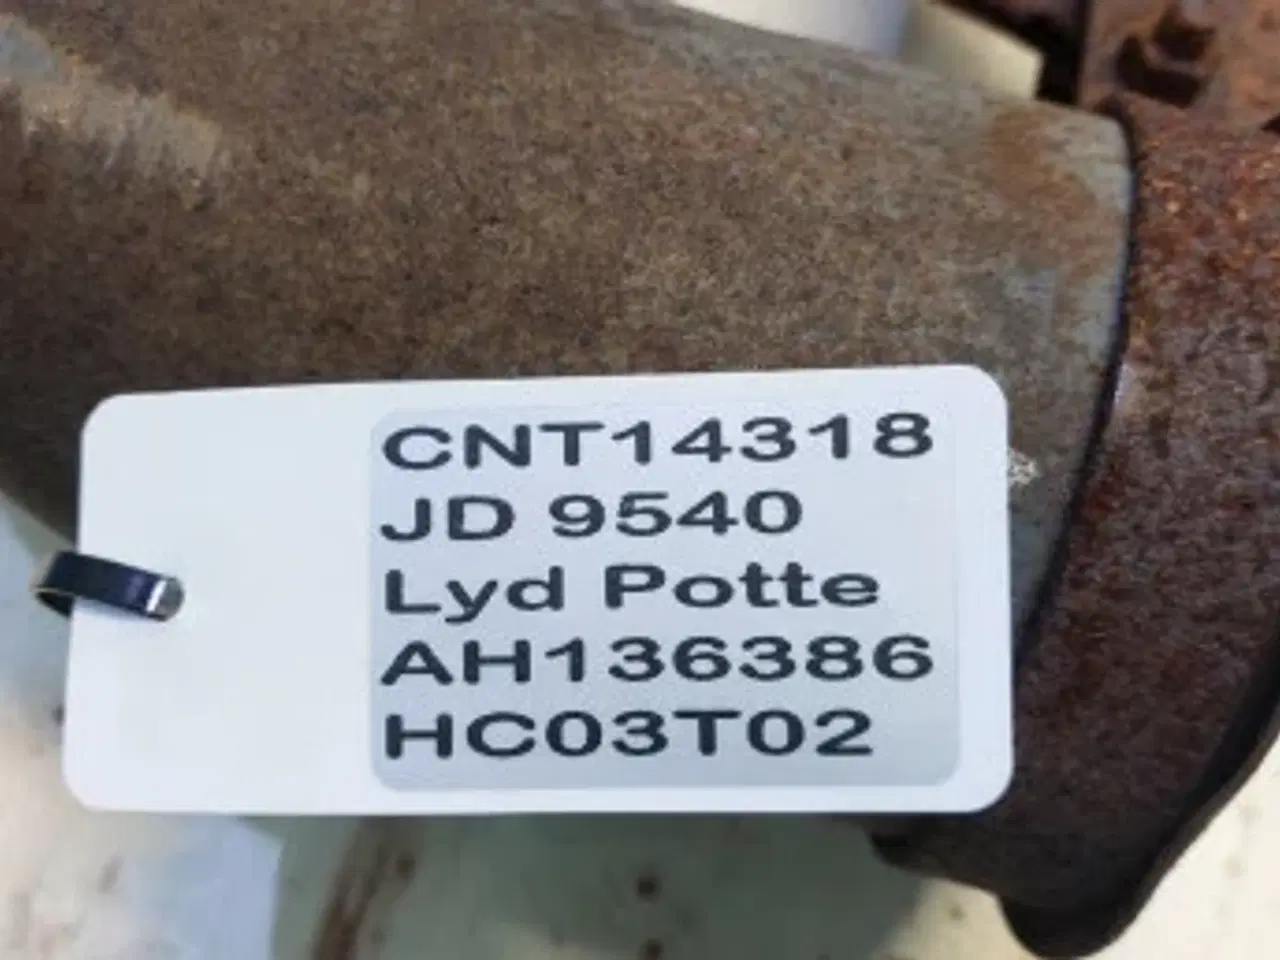 CNT14318
JD 9540
Lyd Potte
AH136386
HC03T02